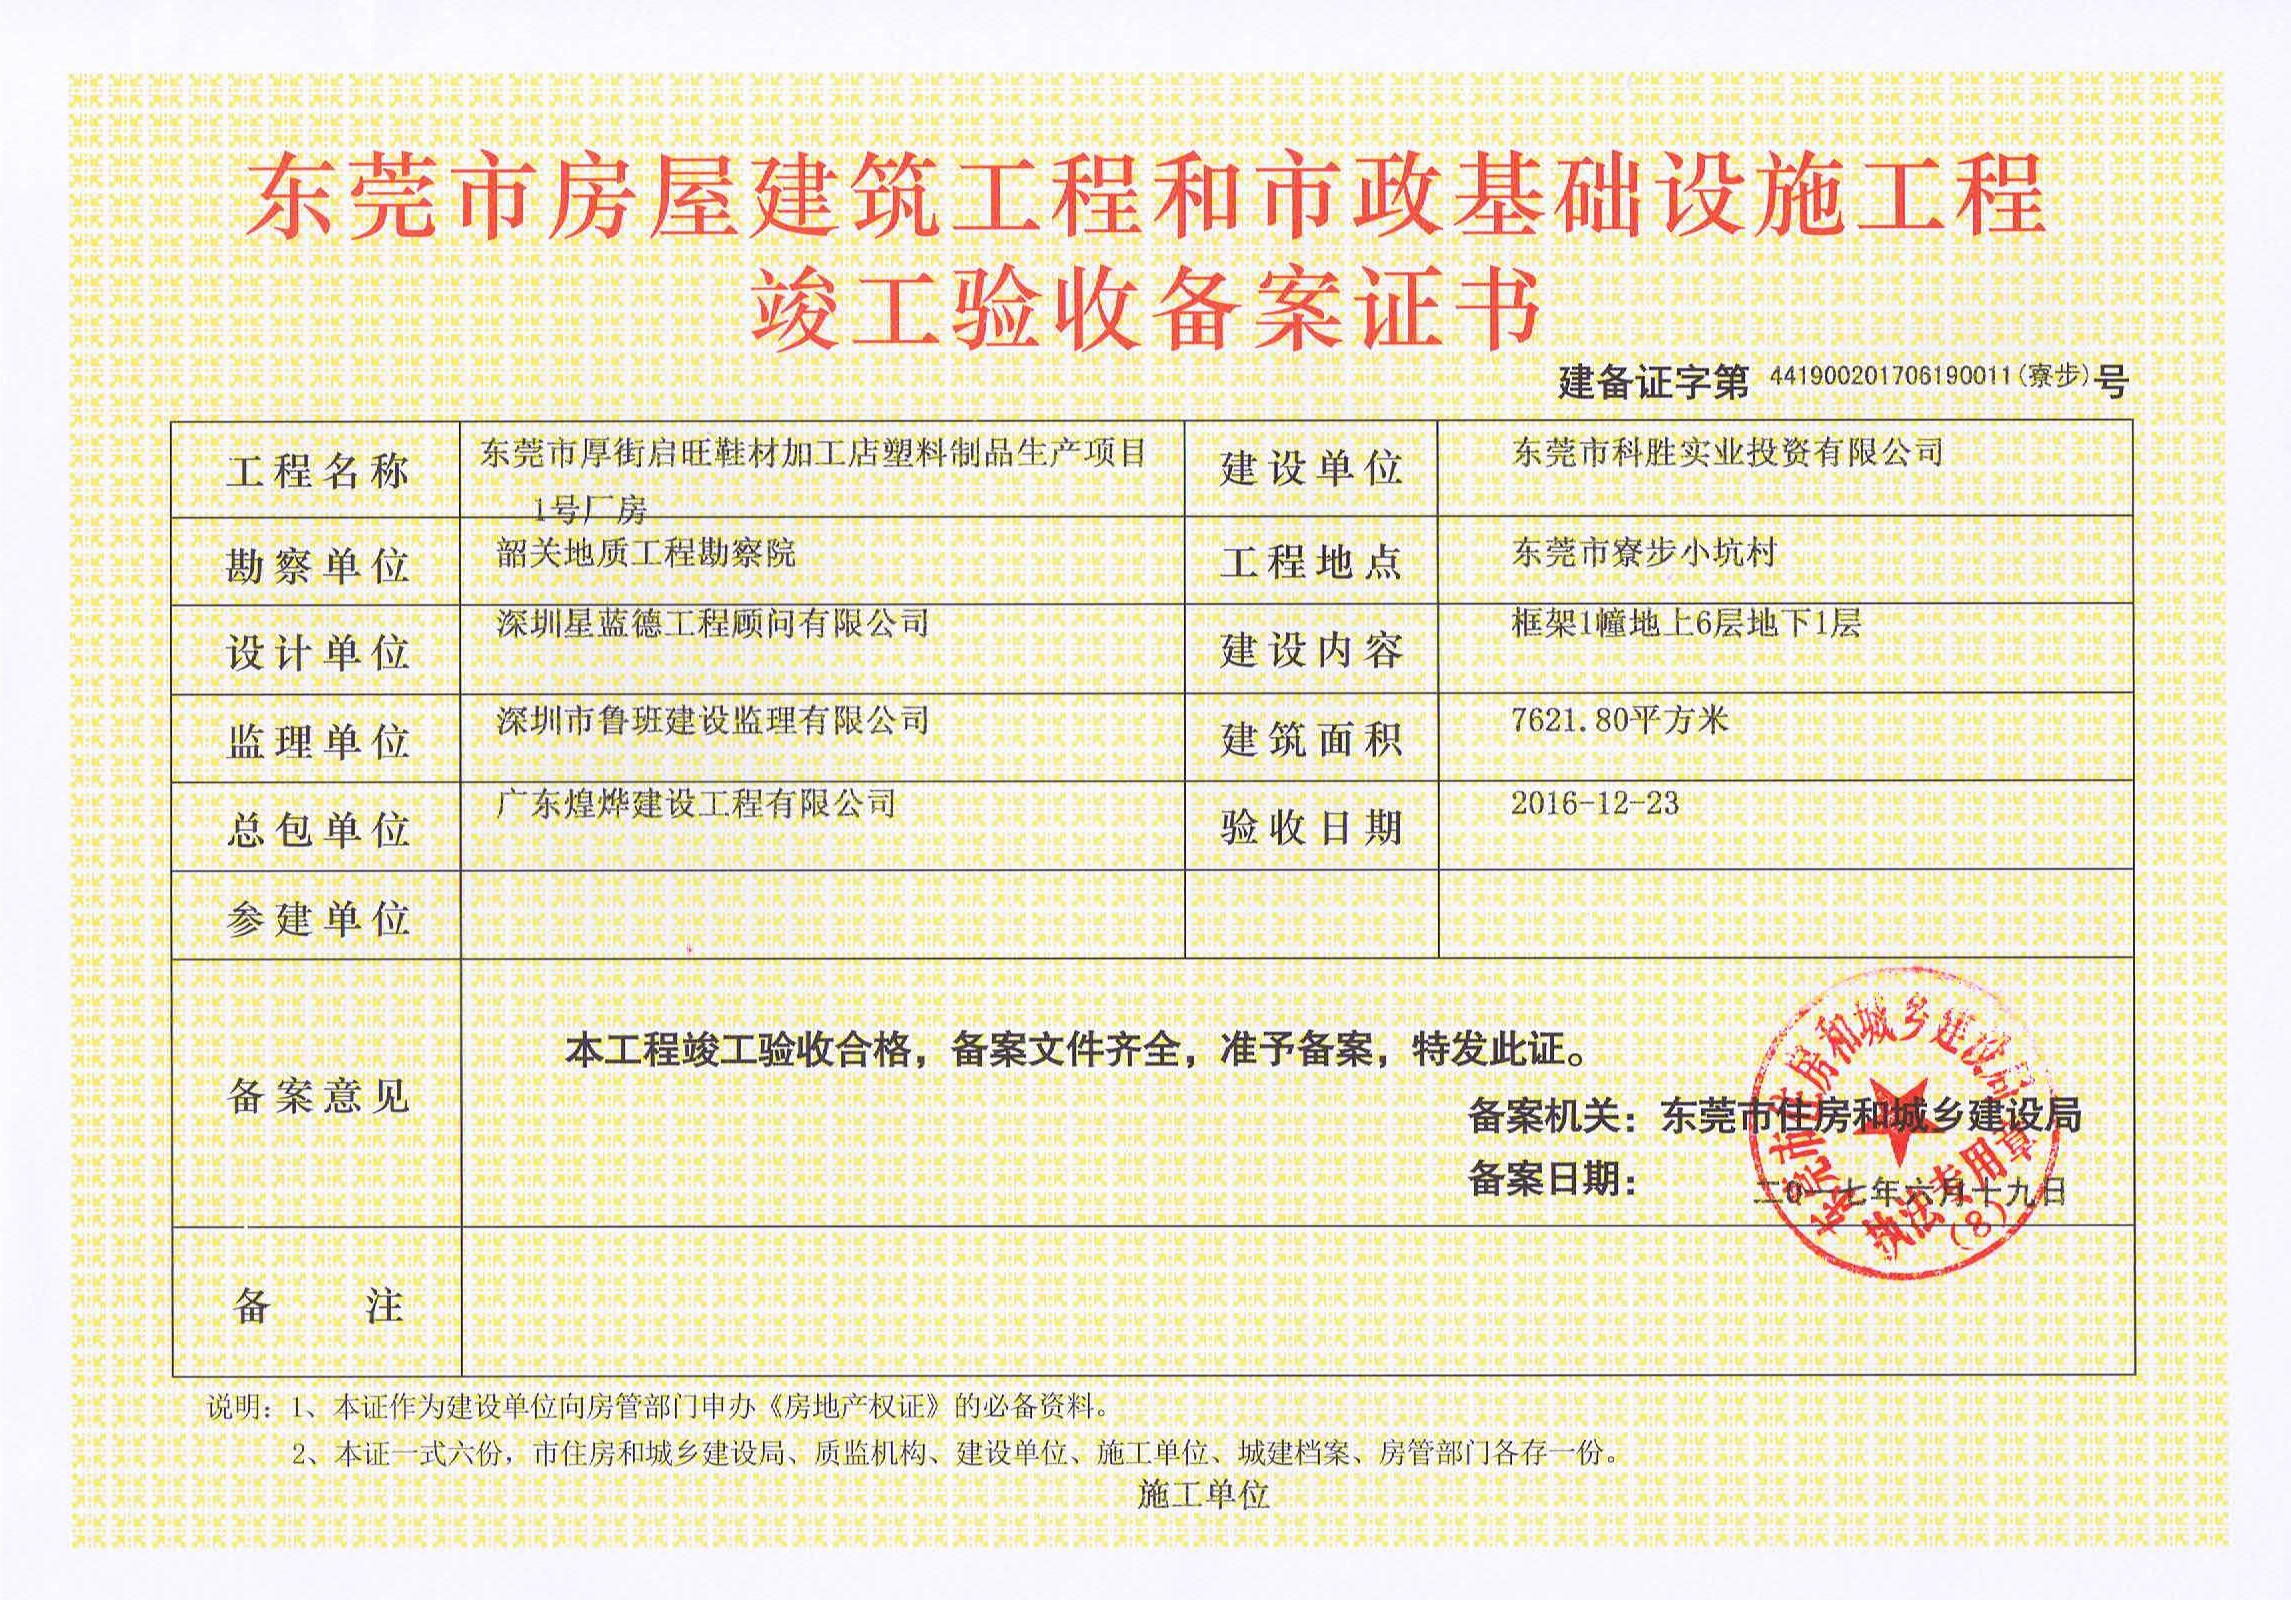 东莞市房屋建筑工程和市政基础设施工程
竣工验收备案证书
建备证字第 441900201706190011(寮步)号
工程名称 东莞市厚街启旺鞋材加工店塑料制品生产项目 建设单位 东莞市科胜实业投资有限公司
1号厂房
勘察单位 韶关地质工程勘察院 工程地点 东莞市寮步小坑村
设计单位 深圳星蓝德工程顾问有限公司 建设内容 框架1幢地上6层地下1层
监理单位 深圳市鲁班建设监理有限公司 建筑面积 7621.80平方米
总包单位 广东煌烨建设工程有限公司 验收日期 2016-12-23
参建单位
备案意见 本工程竣工验收合格，备案文件齐全，准予备案，特发此证。
备案机关：东莞市住房和城乡建设局
备案日期： 二0一七年六月十九日
东莞市住房和城乡建设局
执法专用章
(8)
备 注
说明：1、本证作为建设单位向房管部门申办《房地产权证》的必备资料。
2、本证一式六份，市住房和城乡建设局、质监机构、建设单位、施工单位、城建档案、房管部门各存一份。
施工单位